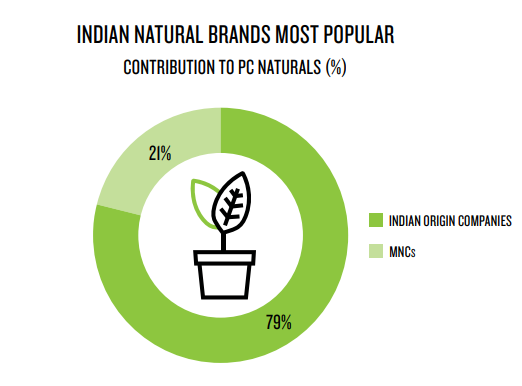 INDIAN NATURAL BRANDS MOST POPULAR
CONTRIBUTION TO PC NATURALS (%)
21%
INDIAN ORIGIN COMPANIES
MNCs
79%